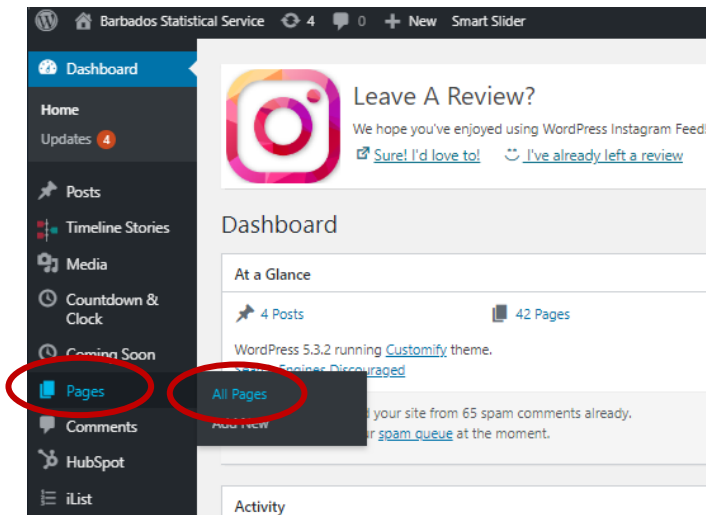 Barbados Statistical Service 4 0 New Smart Slider
Dashboard
Home
Updates 4
Posts
Timeline Stories
Media
Countdown &
Clock
Coming Soon
Pages
Comments
HubSpot
iList
All Pages
Add New
Leave A Review?
We hope you've enjoyed using WordPress Instagram Feed!
Sure! I'd love to! I've already left a review
Dashboard
At a Glance
4 Posts 42 Pages
WordPress 5.3.2 running Customify theme.
Search Engines Discouraged
your site from 65 spam comments already.
spam queue at the moment.
Activity